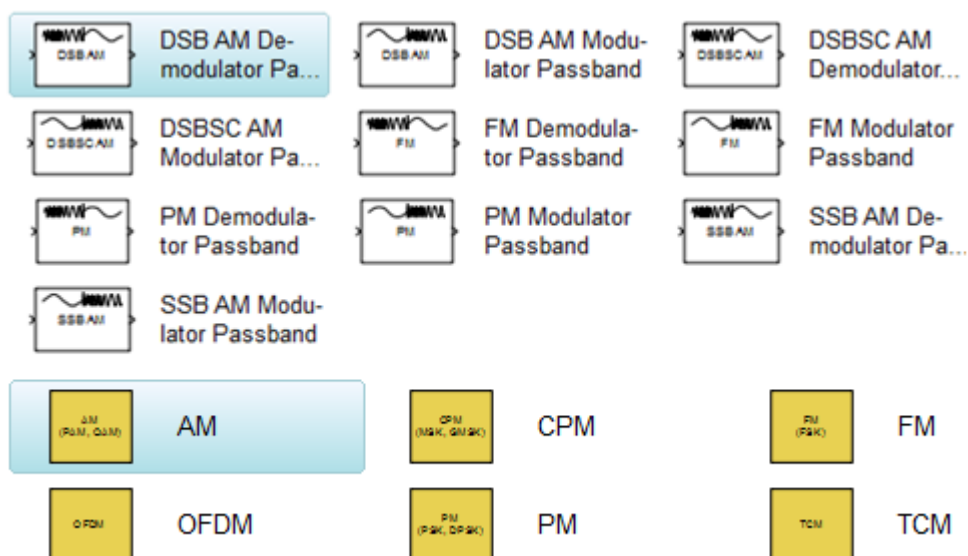 DSB AM
DSB AM De-
modulator Pa...
DSB AM
DSB AM Modu-
lator Passband
DSBSC AM
DSBSC AM
Demodulator...
DSBSC AM
DSBSC AM
Modulator Pa...
FM
FM Demodula-
tor Passband
FM
FM Modulator
Passband
PM
PM Demodula-
tor Passband
PM
PM Modulator
Passband
SSB AM
SSB AM De-
modulator Pa...
SSB AM
SSB AM Modu-
lator Passband
AM
(PAM, QAM)
AM
CPM
(MSK, GMSK)
CPM
FM
(FSK)
FM
OFDM
OFDM
PM
(PSK, DPSK)
PM
TCM
TCM